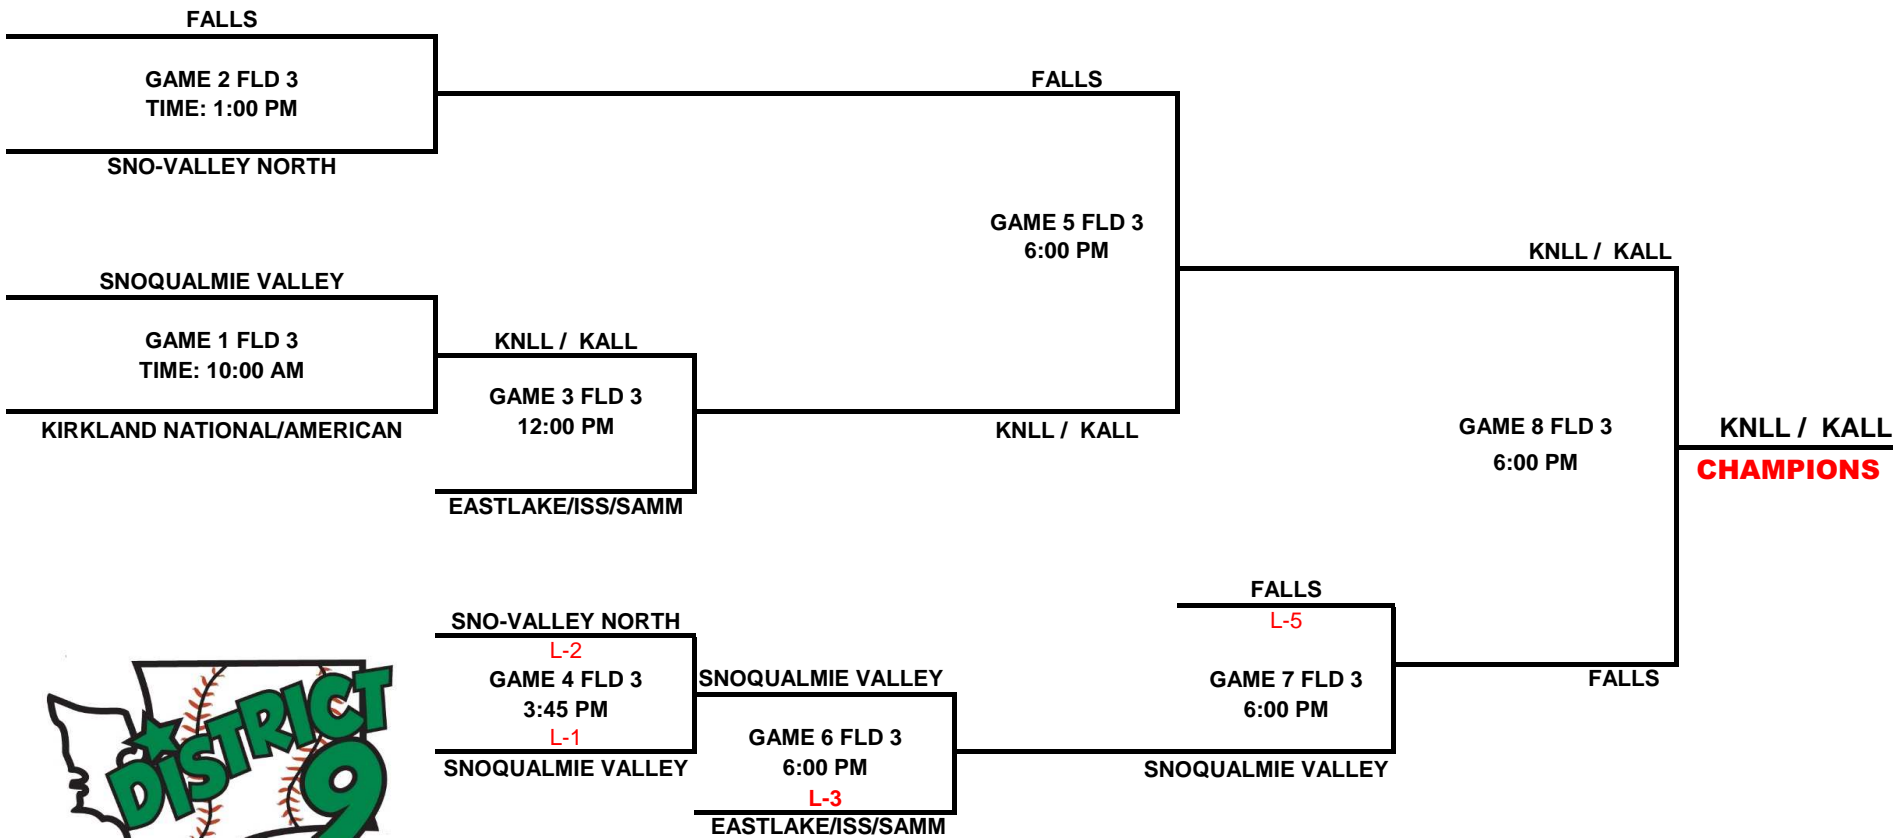 FALLS
GAME 2 FLD 3
TIME: 1:00 PM
SNO-VALLEY NORTH
FALLS
SNOQUALMIE VALLEY
GAME 1 FLD 3
TIME: 10:00 AM
KIRKLAND NATIONAL/AMERICAN
KNLL / KALL
GAME 3 FLD 3
12:00 PM
EASTLAKE/ISS/SAMM
GAME 5 FLD 3
6:00 PM
KNLL / KALL
KNLL / KALL
GAME 8 FLD 3
6:00 PM
KNLL / KALL
CHAMPIONS
SNO-VALLEY NORTH
L-2
GAME 4 FLD 3
3:45 PM
L-1
SNOQUALMIE VALLEY
SNOQUALMIE VALLEY
GAME 6 FLD 3
6:00 PM
L-3
EASTLAKE/ISS/SAMM
FALLS
L-5
GAME 7 FLD 3
6:00 PM
SNOQUALMIE VALLEY
FALLS
DISTRICT
9